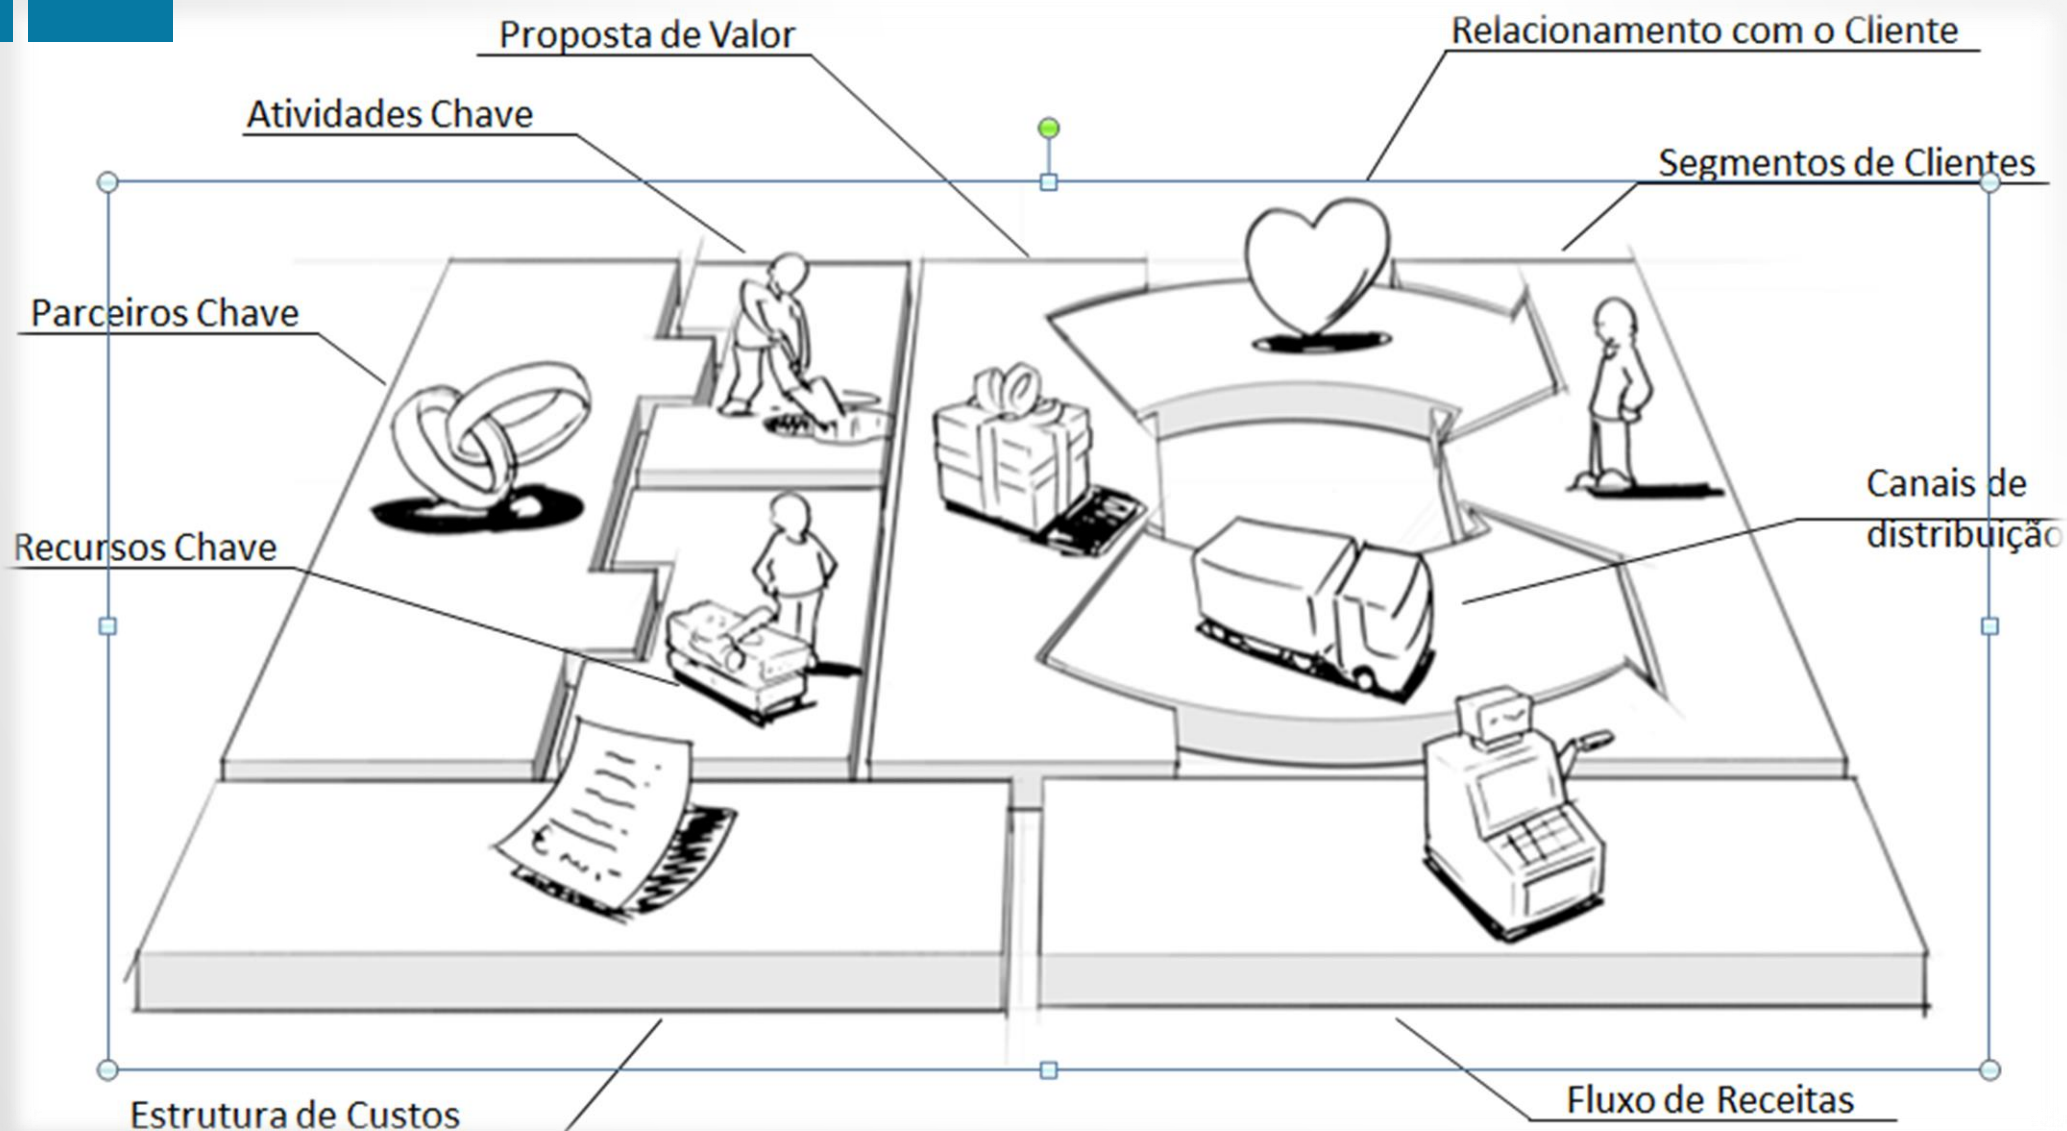 Proposta de Valor
Relacionamento com o Cliente
Atividades Chave
Segmentos de Clientes
Parceiros Chave
Canais de
distribuição
Recursos Chave
Fluxo de Receitas
Estrutura de Custos